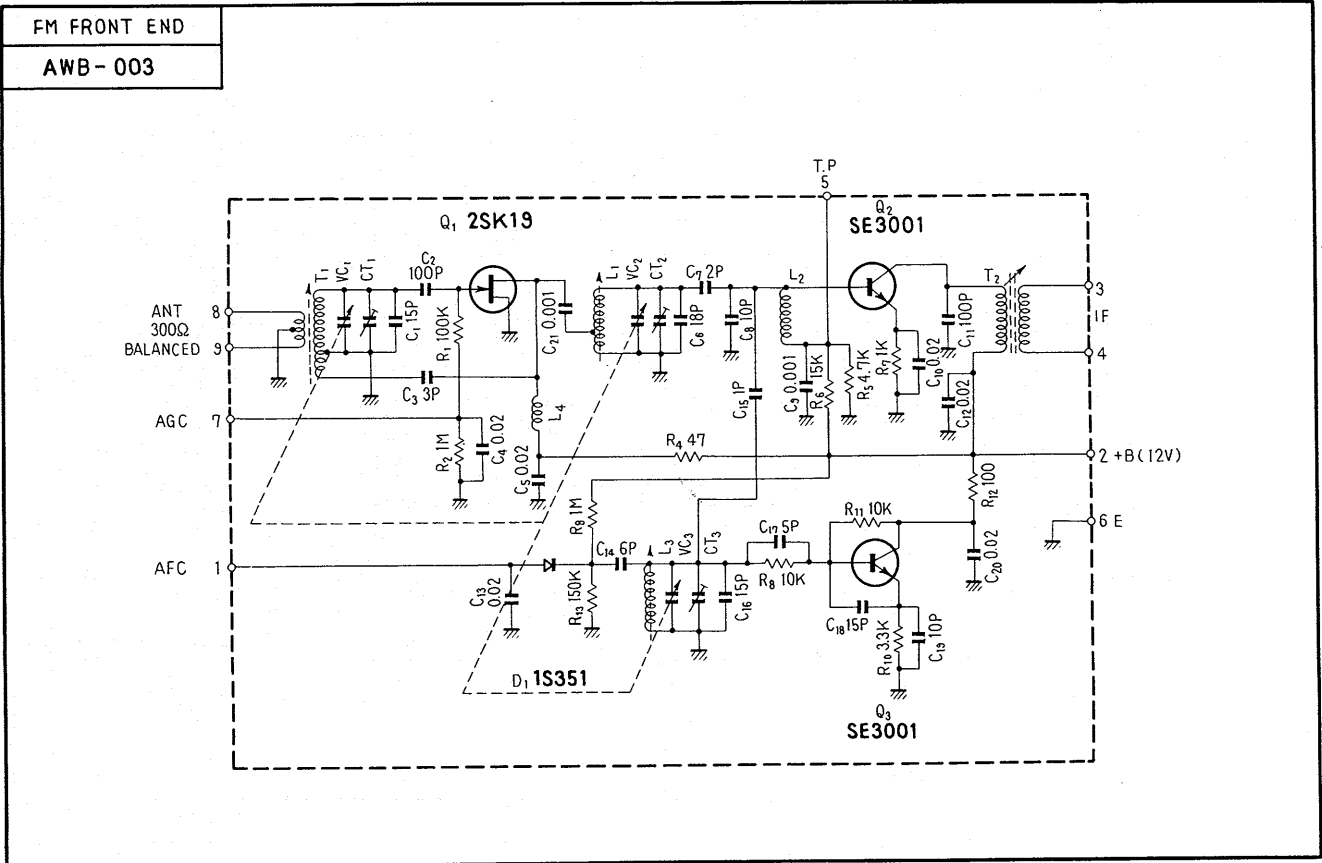 FM FRONT END
AWB-003
T.P
5
Q₁ 2SK19
Q₂
SE3001
ANT
300Ω
BALANCED
8
9
T₁
VC₁
CT₁
C₁ 15P
C₂
100P
R₁ 100K
C₃ 3P
L₄
C₂₁ 0.001
L₁
VC₂
CT₂
C₆ 18P
C₇ 2P
C₈ 10P
L₂
C₁₅ 1P
C₉ 0.001
15K
R₆
R₅ 4.7K
R₇ 1K
C₁₀ 0.02
C₁₁ 100P
C₁₂ 0.02
T₂
3
IF
4
AGC 7
R₂ 1M
C₄ 0.02
C₅ 0.02
R₄ 47
2 +B(12V)
R₁₂ 100
6 E
C₂₀ 0.02
AFC 1
C₁₃
0.02
R₉ 1M
R₁₃ 150K
C₁₄ 6P
L₃
VC₃
CT₃
C₁₆ 15P
C₁₇ 5P
R₈ 10K
R₁₁ 10K
C₁₈ 15P
R₁₀ 3.3K
C₁₉ 10P
D₁ 1S351
Q₃
SE3001